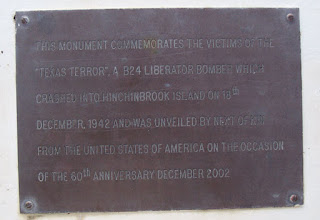 THIS MONUMENT COMMEMORATES THE VICTIMS OF THE
"TEXAS TERROR", A B24 LIBERATOR BOMBER WHICH
CRASHED INTO HINCHINBROOK ISLAND ON 18TH
DECEMBER, 1942 AND WAS UNVEILED BY NEXT OF KIN
FROM THE UNITED STATES OF AMERICA ON THE OCCASION
OF THE 60TH ANNIVERSARY DECEMBER 2002